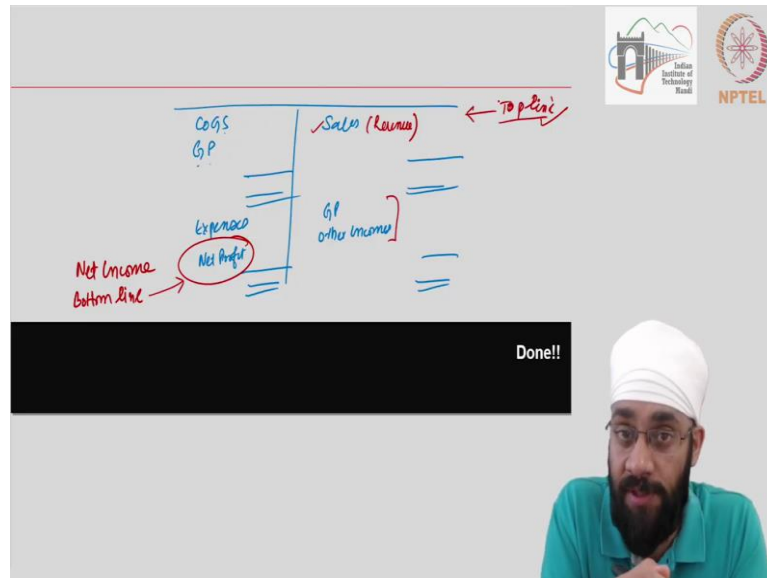 Indian
Institute of
Technology
Mandi
NPTEL
Top line
COGS
Sales (Revenue)
GP
GP
Expenses
Other Incomes
Net Profit
Net Income
Bottom line
Done!!